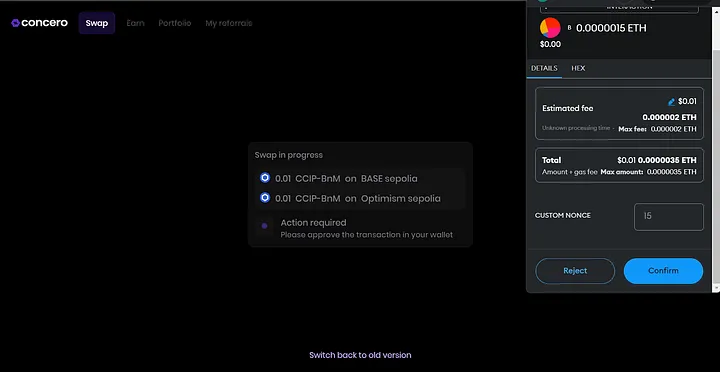 concero
Swap
Earn
Portfolio
My referrals
Swap in progress
0.01 CCIP-BnM on BASE sepolia
0.01 CCIP-BnM on Optimism sepolia
Action required
Please approve the transaction in your wallet
Switch back to old version
INTERACTION
B 0.0000015 ETH
$0.00
DETAILS HEX
$0.01
Estimated fee
0.000002 ETH
Unknown processing time Max fee: 0.000002 ETH
Total $0.01 0.0000035 ETH
Amount + gas fee Max amount: 0.0000035 ETH
CUSTOM NONCE 15
Reject Confirm